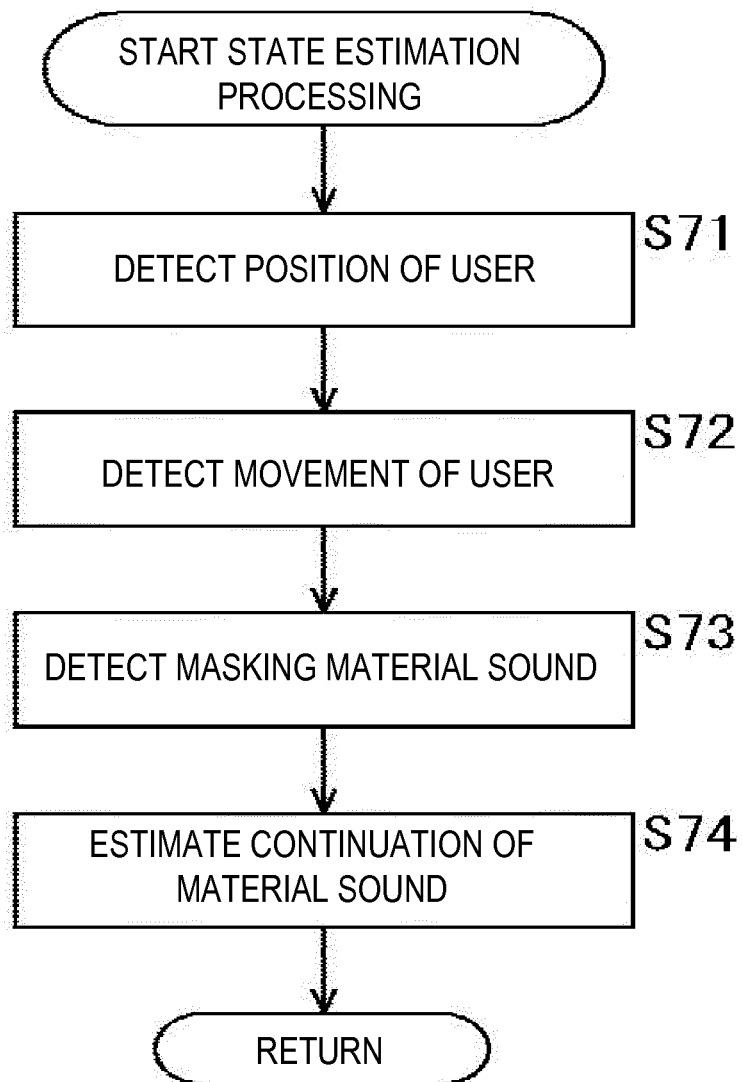 START STATE ESTIMATION
PROCESSING
S71
DETECT POSITION OF USER
S72
DETECT MOVEMENT OF USER
S73
DETECT MASKING MATERIAL SOUND
S74
ESTIMATE CONTINUATION OF
MATERIAL SOUND
RETURN